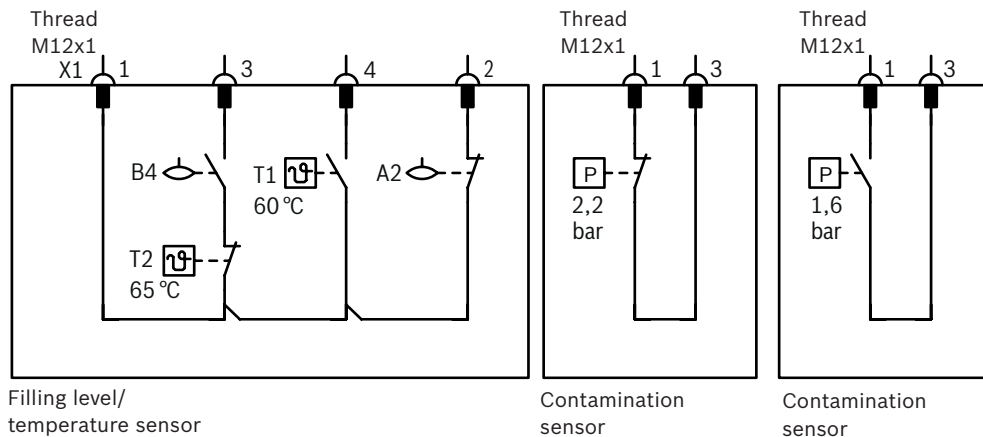 Thread
M12x1
X1 1 3 4 2
B4
T1
60 °C
A2
T2
65 °C
Filling level/
temperature sensor
Thread
M12x1
1 3
P
2,2
bar
Contamination
sensor
Thread
M12x1
1 3
P
1,6
bar
Contamination
sensor